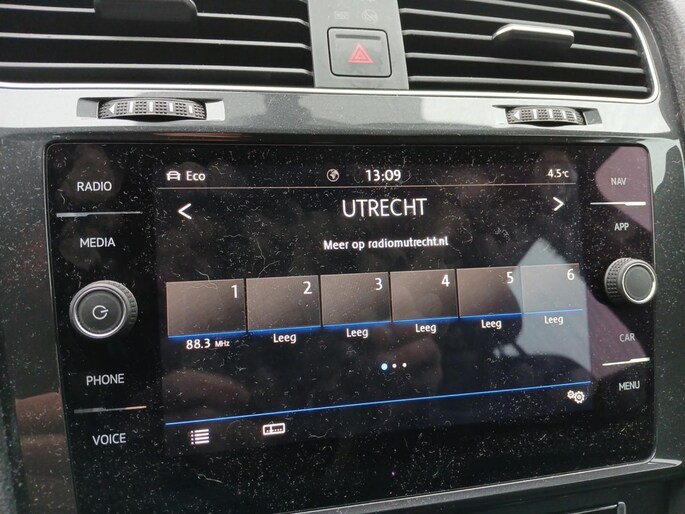 RADIO
MEDIA
PHONE
VOICE
Eco
13:09
4.5°C
UTRECHT
Meer op radiomutrecht.nl
1 2 3 4 5 6
88.3 MHz Leeg Leeg Leeg Leeg Leeg
NAV
APP
CAR
MENU